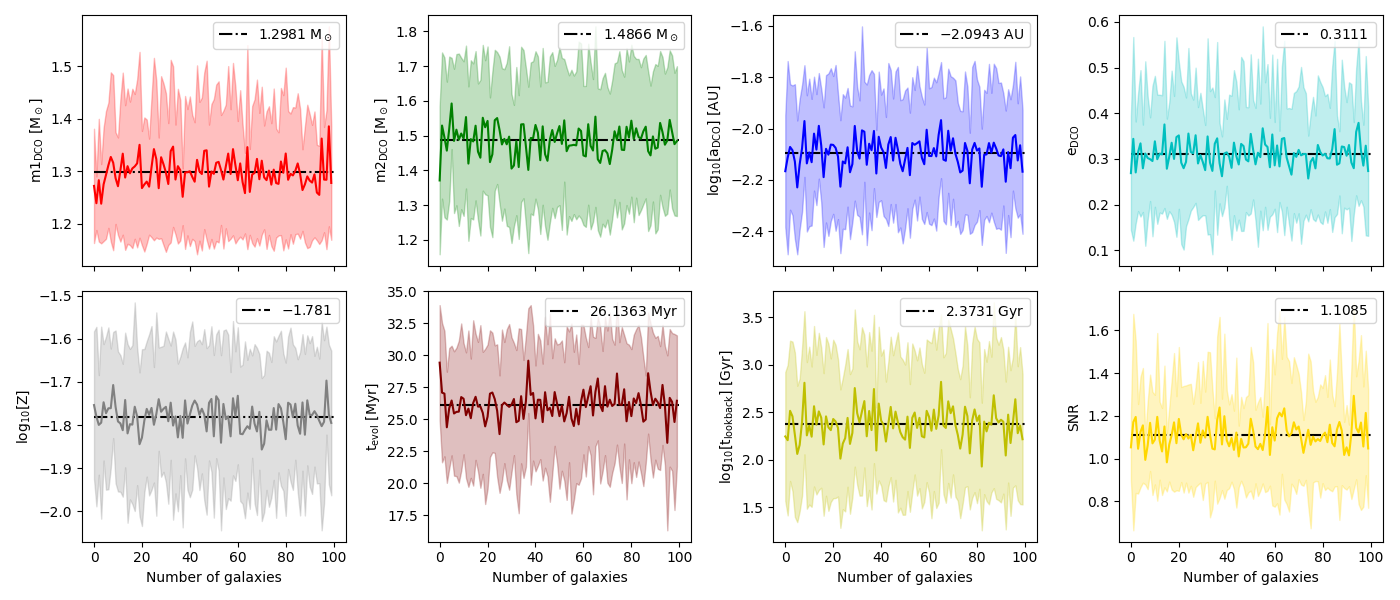 1.2981 M⊙
m1DCO [M⊙]
1.5
1.4
1.3
1.2
1.4866 M⊙
m2DCO [M⊙]
1.8
1.7
1.6
1.5
1.4
1.3
1.2
−2.0943 AU
log10[aDCO] [AU]
−1.6
−1.8
−2.0
−2.2
−2.4
0.3111
eDCO
0.6
0.5
0.4
0.3
0.2
0.1
−1.781
log10[Z]
−1.5
−1.6
−1.7
−1.8
−1.9
−2.0
0 20 40 60 80 100
Number of galaxies
26.1363 Myr
tevol [Myr]
35.0
32.5
30.0
27.5
25.0
22.5
20.0
17.5
0 20 40 60 80 100
Number of galaxies
2.3731 Gyr
log10[tlookback] [Gyr]
3.5
3.0
2.5
2.0
1.5
0 20 40 60 80 100
Number of galaxies
1.1085
SNR
1.6
1.4
1.2
1.0
0.8
0 20 40 60 80 100
Number of galaxies